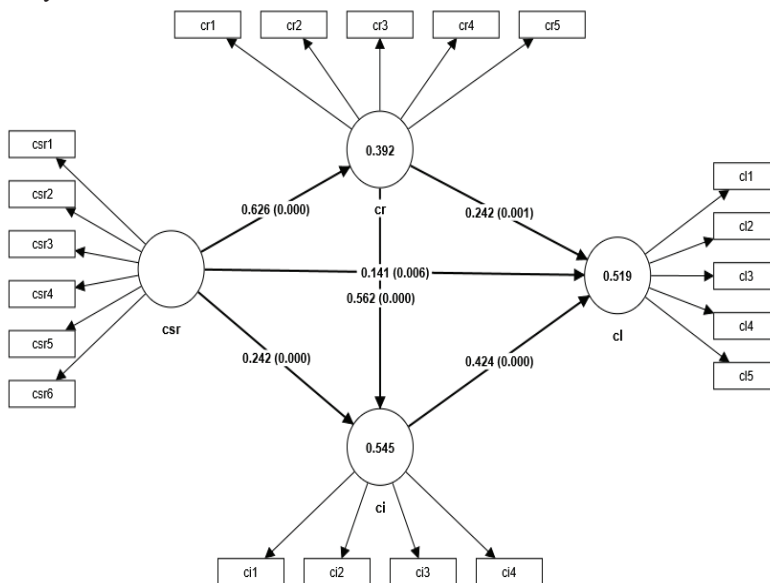 cr1
cr2
cr3
cr4
cr5
csr1
csr2
csr3
csr4
csr5
csr6
0.392
cr
cl1
cl2
cl3
cl4
cl5
0.626 (0.000)
0.242 (0.001)
0.141 (0.006)
0.562 (0.000)
0.519
csr
cl
0.242 (0.000)
0.424 (0.000)
0.545
ci
ci1
ci2
ci3
ci4